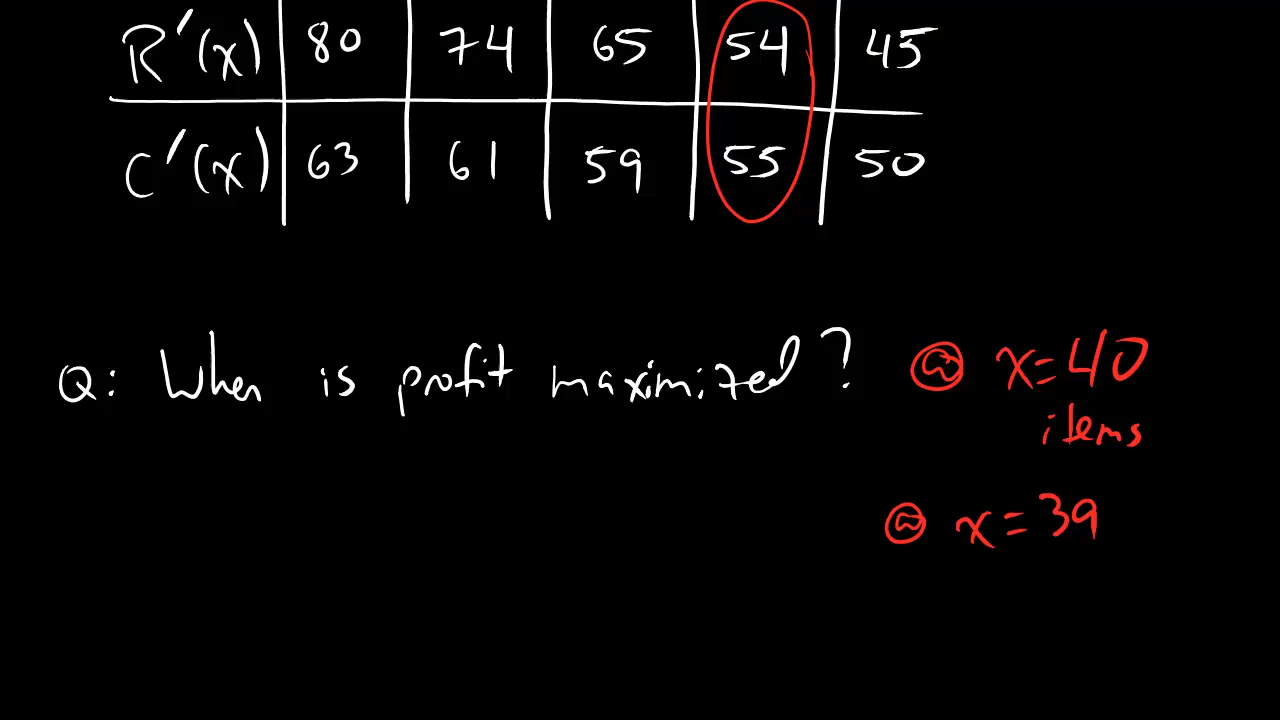 R'(x) 80 74 65 54 45
C'(x) 63 61 59 55 50
Q: When is profit maximized? @ x=40
items
@ x=39